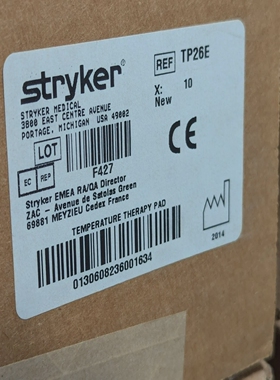 stryker®
STRYKER MEDICAL
3800 EAST CENTRE AVENUE
PORTAGE, MICHIGAN USA 49002
REF TP26E
X: 10
New
LOT
F427
EC REP
Stryker EMEA RA/QA Director
ZAC - Avenue de Satolas Green
69881 MEYZIEU Cedex France
CE
2014
TEMPERATURE THERAPY PAD
0130608236001634